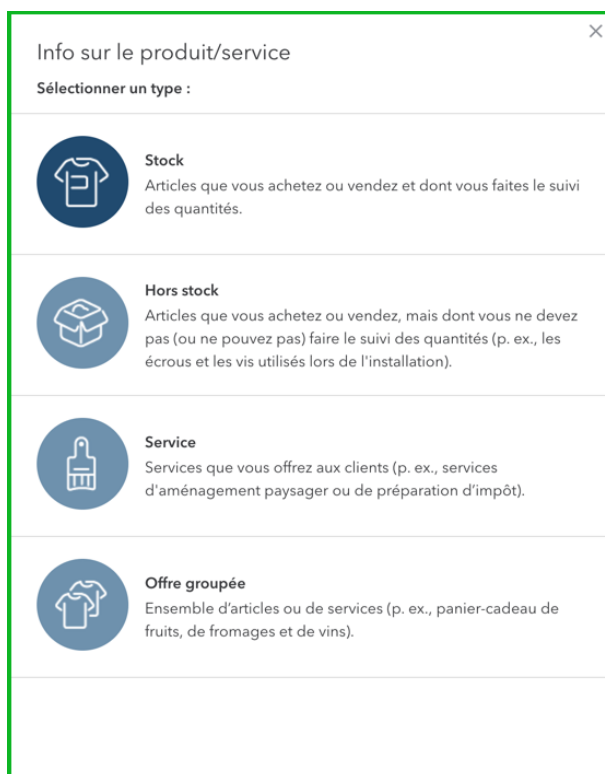 Info sur le produit/service
Sélectionner un type :
Stock
Articles que vous achetez ou vendez et dont vous faites le suivi
des quantités.
Hors stock
Articles que vous achetez ou vendez, mais dont vous ne devez
pas (ou ne pouvez pas) faire le suivi des quantités (p. ex., les
écrous et les vis utilisés lors de l'installation).
Service
Services que vous offrez aux clients (p. ex., services
d'aménagement paysager ou de préparation d’impôt).
Offre groupée
Ensemble d’articles ou de services (p. ex., panier-cadeau de
fruits, de fromages et de vins).